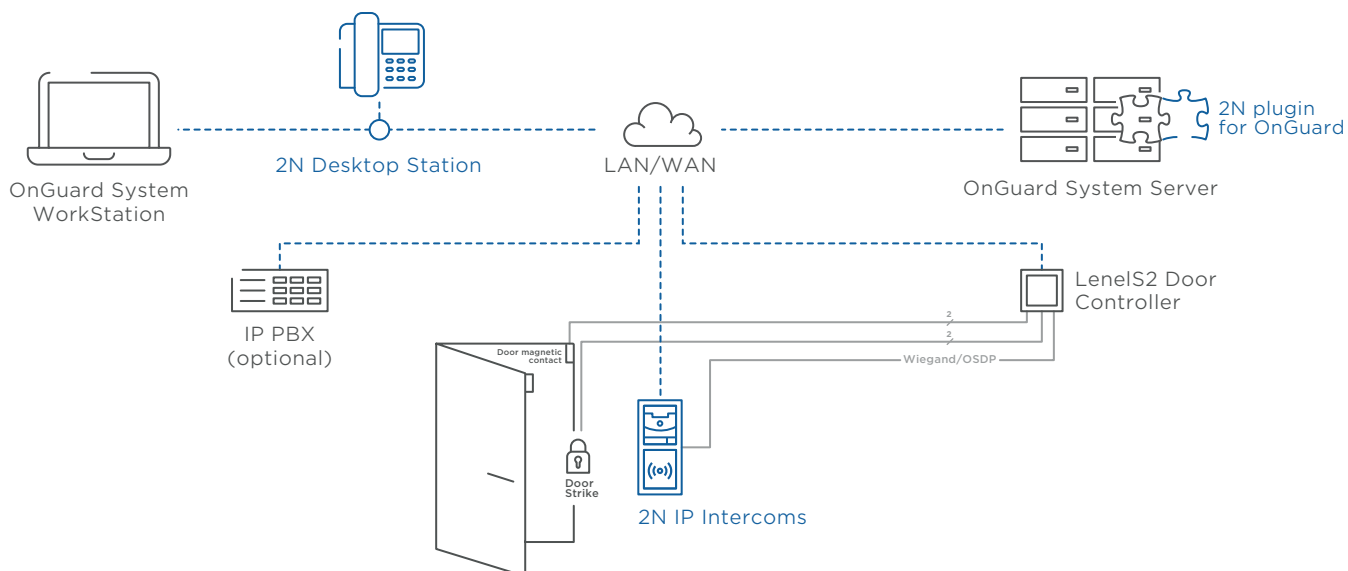 2N plugin
for OnGuard
2N Desktop Station
LAN/WAN
OnGuard System
WorkStation
OnGuard System Server
LenelS2 Door
Controller
IP PBX
(optional)
2
2
Door magnetic
contact
Wiegand/OSDP
Door
Strike
2N IP Intercoms